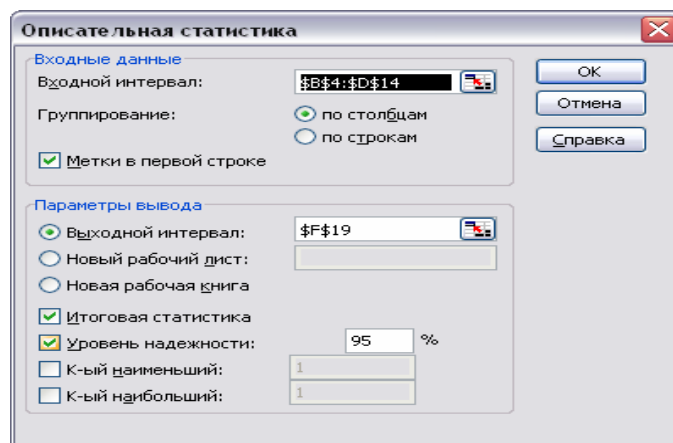 Описательная статистика
Входные данные
Входной интервал: $B$4:$D$14
Группирование: по столбцам
по строкам
Метки в первой строке
Параметры вывода
Выходной интервал: $F$19
Новый рабочий лист:
Новая рабочая книга
Итоговая статистика
Уровень надежности: 95 %
К-ый наименьший: 1
К-ый наибольший: 1
ОК
Отмена
Справка